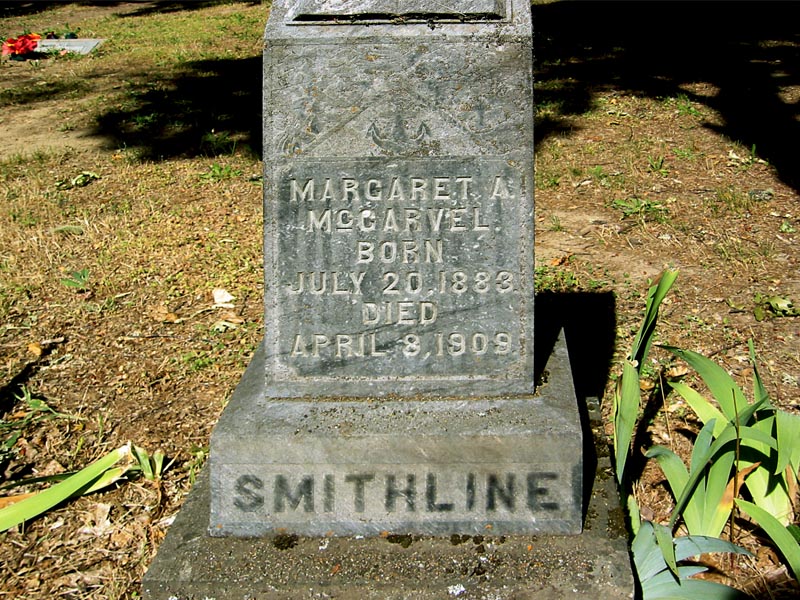 MARGARET A.
McGARVEL.
BORN
JULY 20, 1883.
DIED
APRIL 8, 1909.
SMITHLINE